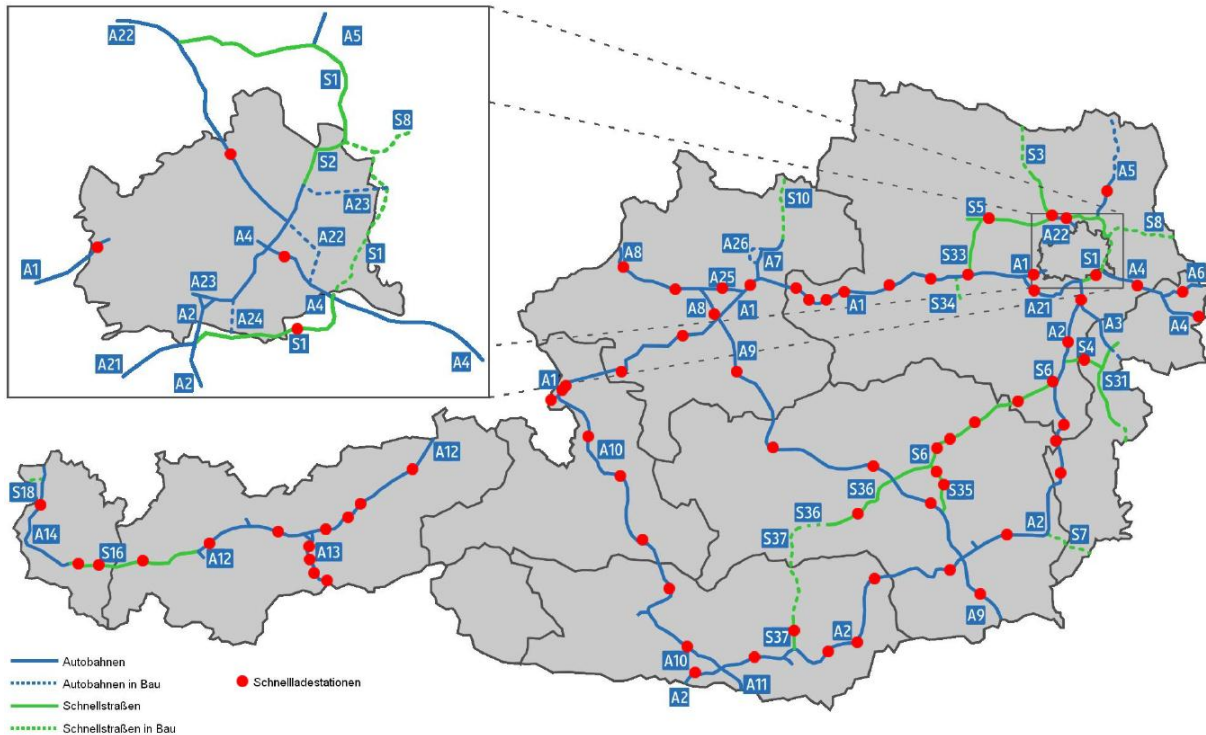 A22
A5
S1
S8
S2
A23
A4
A22
S1
A1
A23
A2
A4
A24
S1
A21
A2
A4
S3
A5
S10
S5
S8
A22
A26
A8
A7
S33
A1
S1
A4
A6
A25
A1
S34
A21
A8
A1
A4
A2
A3
A9
S4
S6
S31
A1
A12
A10
S6
S18
S36
S35
S36
A14
S37
A2
S7
S16
A12
A13
A9
S37
A2
A10
A11
A2
Autobahnen
Autobahnen in Bau
Schnellladestationen
Schnellstraßen
Schnellstraßen in Bau